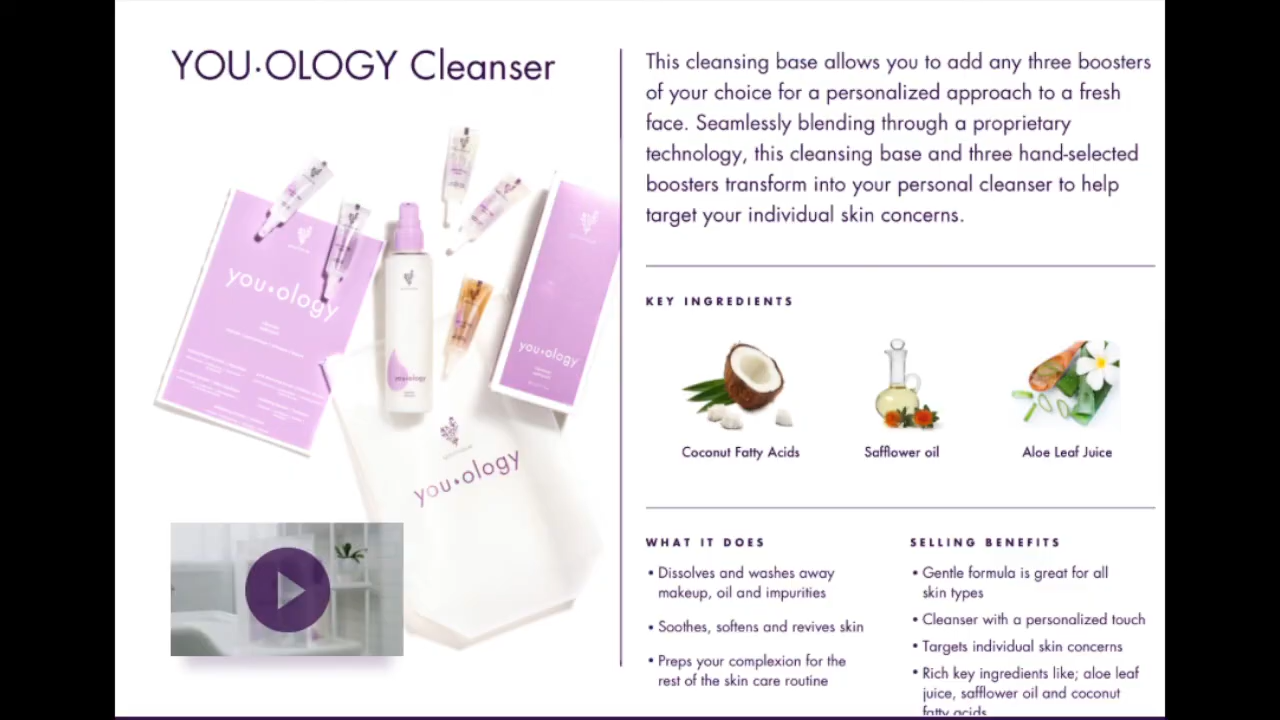 YOU·OLOGY Cleanser
This cleansing base allows you to add any three boosters
of your choice for a personalized approach to a fresh
face. Seamlessly blending through a proprietary
technology, this cleansing base and three hand-selected
boosters transform into your personal cleanser to help
target your individual skin concerns.
you•ology
you•ology
you•ology
you•ology
KEY INGREDIENTS
Coconut Fatty Acids
Safflower oil
Aloe Leaf Juice
WHAT IT DOES
• Dissolves and washes away
makeup, oil and impurities
• Soothes, softens and revives skin
• Preps your complexion for the
rest of the skin care routine
SELLING BENEFITS
• Gentle formula is great for all
skin types
• Cleanser with a personalized touch
• Targets individual skin concerns
• Rich key ingredients like; aloe leaf
juice, safflower oil and coconut
fatty acids